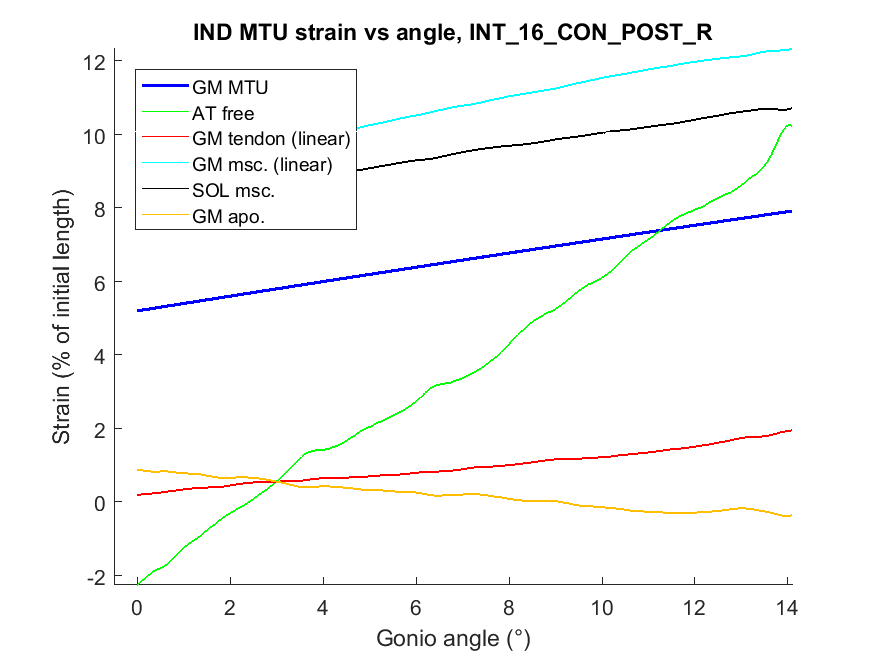 IND MTU strain vs angle, INT_16_CON_POST_R
12
10
8
6
4
2
0
-2
Strain (% of initial length)
GM MTU
AT free
GM tendon (linear)
GM msc. (linear)
SOL msc.
GM apo.
0 2 4 6 8 10 12 14
Gonio angle (°)